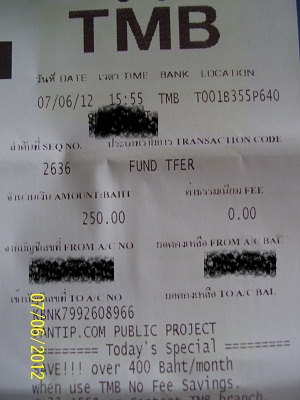 TMB
วันที่ DATE เวลา TIME BANK LOCATION
07/06/12 15:55 TMB T001B355P640
ลำดับที่ SEQ NO. ประเภทรายการ TRANSACTION CODE
2636 FUND TFER
จำนวนเงิน AMOUNT:BAHT ค่าธรรมเนียม FEE
250.00 0.00
จากบัญชีเลขที่ FROM A/C NO ยอดคงเหลือ FROM A/C BAL
เข้าบัญชีเลขที่ TO A/C NO ยอดคงเหลือ TO A/C BAL
BNK7992608966
PANTIP.COM PUBLIC PROJECT
======== Today's Special =========
SAVE!!! over 400 Baht/month
when use TMB No Fee Savings.
TMB branch.
07/06/2012